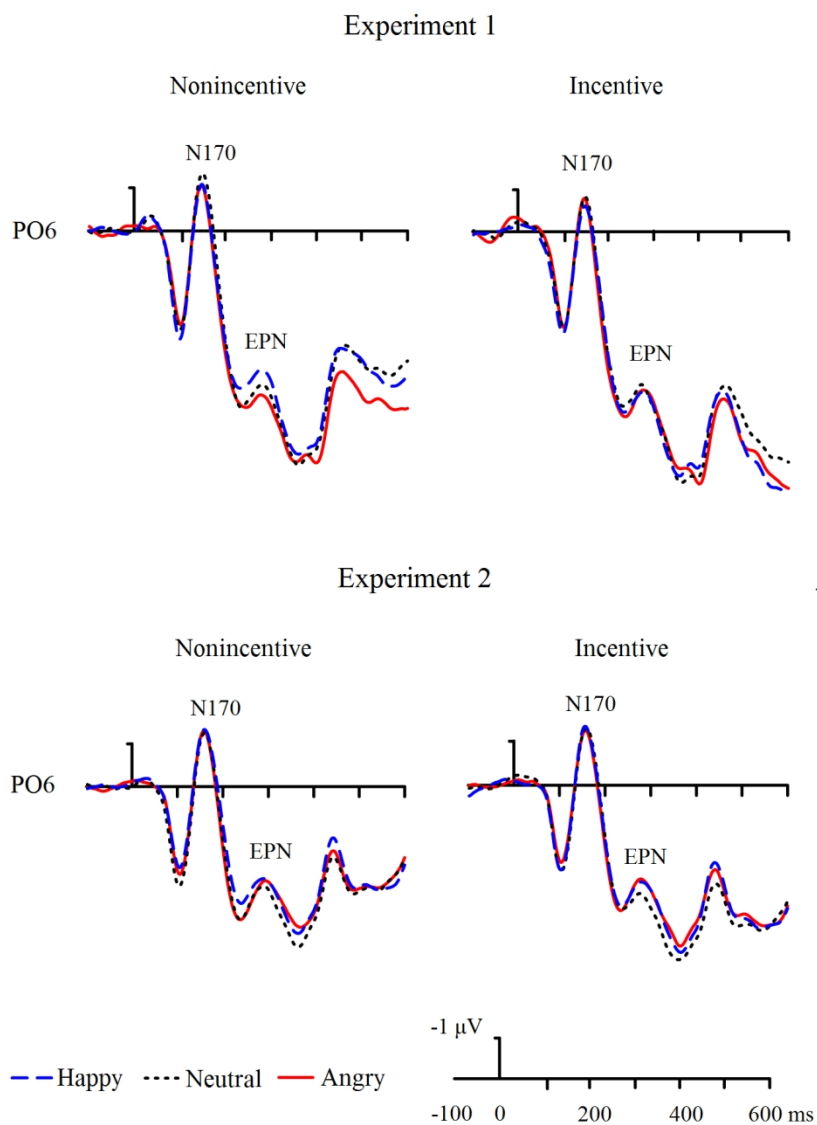 Experiment 1
Nonincentive
Incentive
N170
N170
PO6
EPN
EPN
Experiment 2
Nonincentive
Incentive
N170
N170
PO6
EPN
EPN
-1 µV
Happy
Neutral
Angry
-100 0 200 400 600 ms